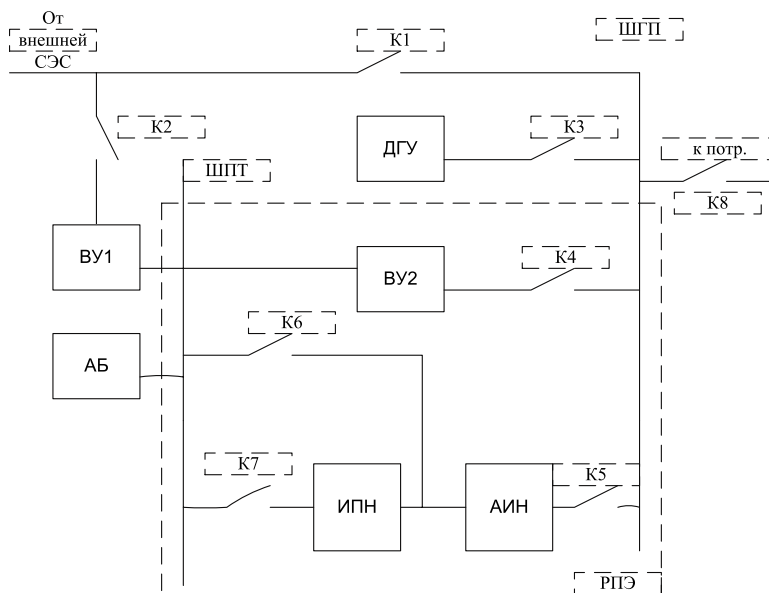 От
внешней
СЭС
К1
ШГП
К2
ДГУ
К3
к потр.
ШПТ
К8
ВУ1
ВУ2
К4
К6
АБ
К7
ИПН
АИН
К5
РПЭ